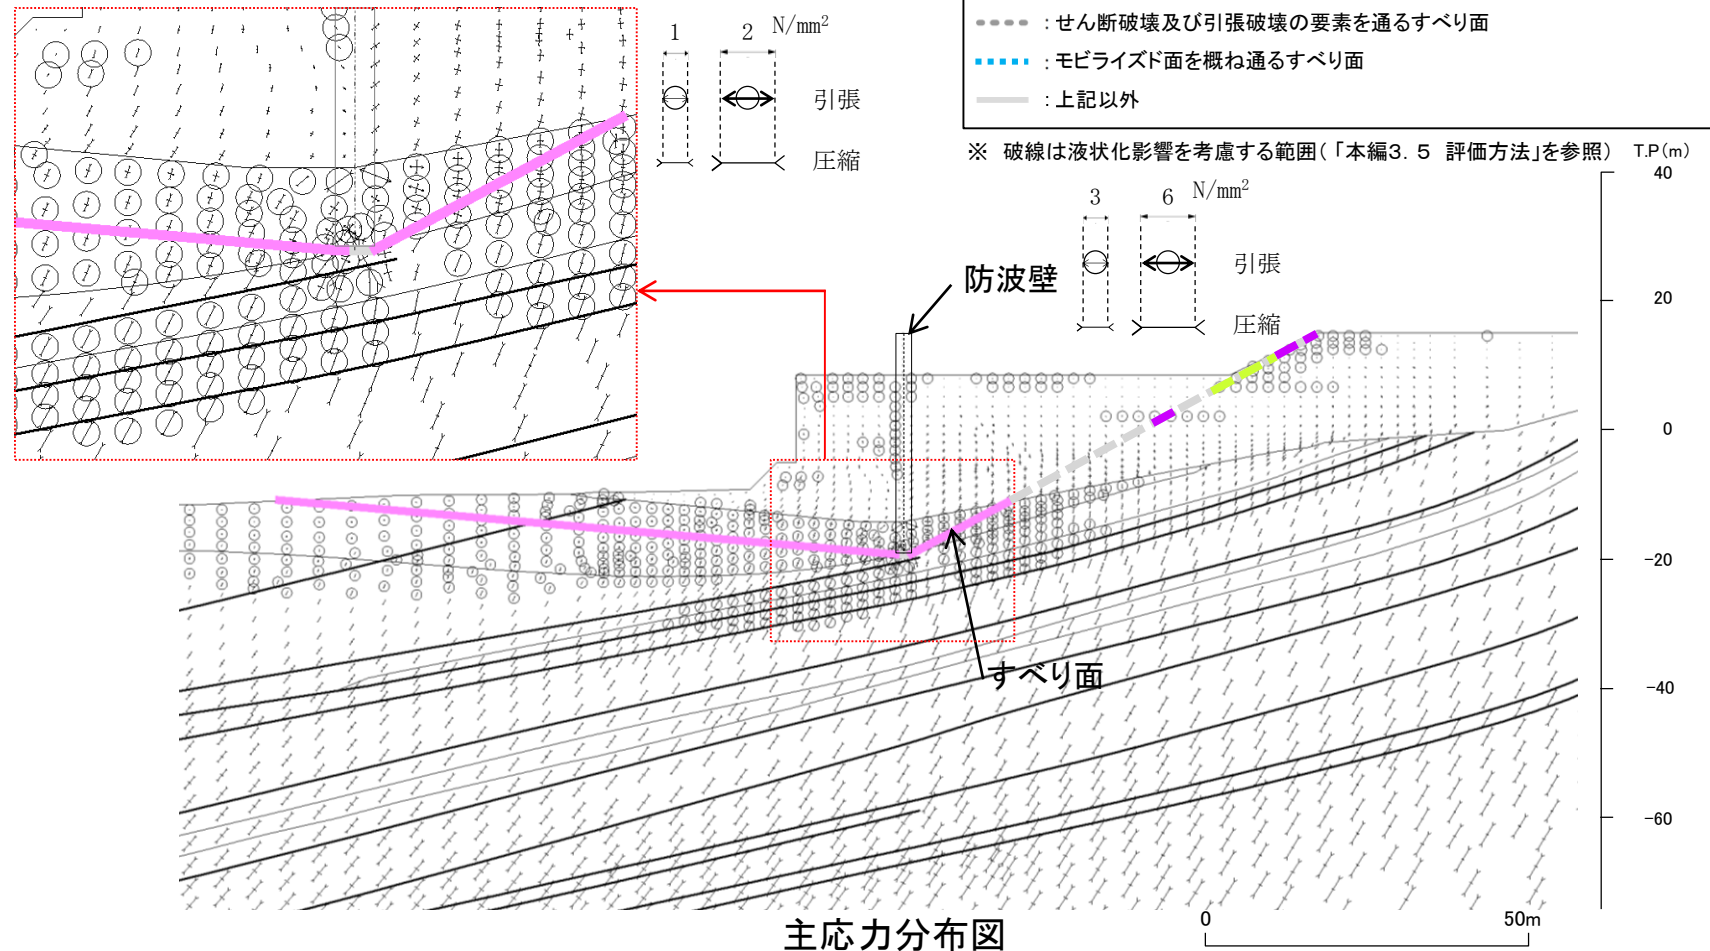 : せん断破壊及び引張破壊の要素を通るすべり面
: モビライズド面を概ね通るすべり面
: 上記以外
※ 破線は液状化影響を考慮する範囲(「本編3.5 評価方法」を参照)
1 2 N/mm²
引張
圧縮
3 6 N/mm²
引張
圧縮
防波壁
すべり面
T.P(m)
40
20
0
-20
-40
-60
0 50m
主応力分布図